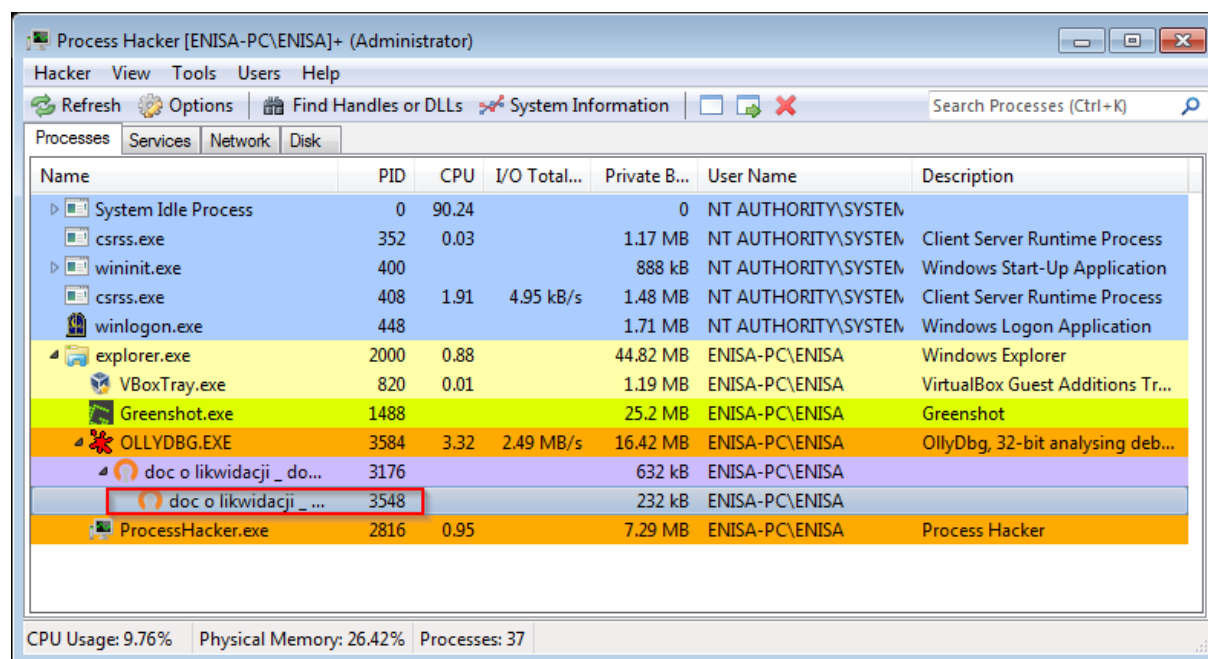 Process Hacker [ENISA-PC\ENISA]+ (Administrator)
Hacker View Tools Users Help
Refresh Options Find Handles or DLLs System Information Search Processes (Ctrl+K)
Processes Services Network Disk
Name PID CPU I/O Total... Private B... User Name Description
System Idle Process 0 90.24 0 NT AUTHORITY\SYSTEM
csrss.exe 352 0.03 1.17 MB NT AUTHORITY\SYSTEM Client Server Runtime Process
wininit.exe 400 888 kB NT AUTHORITY\SYSTEM Windows Start-Up Application
csrss.exe 408 1.91 4.95 kB/s 1.48 MB NT AUTHORITY\SYSTEM Client Server Runtime Process
winlogon.exe 448 1.71 MB NT AUTHORITY\SYSTEM Windows Logon Application
explorer.exe 2000 0.88 44.82 MB ENISA-PC\ENISA Windows Explorer
VBoxTray.exe 820 0.01 1.19 MB ENISA-PC\ENISA VirtualBox Guest Additions Tr...
Greenshot.exe 1488 25.2 MB ENISA-PC\ENISA Greenshot
OLLYDBG.EXE 3584 3.32 2.49 MB/s 16.42 MB ENISA-PC\ENISA OllyDbg, 32-bit analysing deb...
doc o likwidacji _ do... 3176 632 kB ENISA-PC\ENISA
doc o likwidacji _ ... 3548 232 kB ENISA-PC\ENISA
ProcessHacker.exe 2816 0.95 7.29 MB ENISA-PC\ENISA Process Hacker
CPU Usage: 9.76% Physical Memory: 26.42% Processes: 37